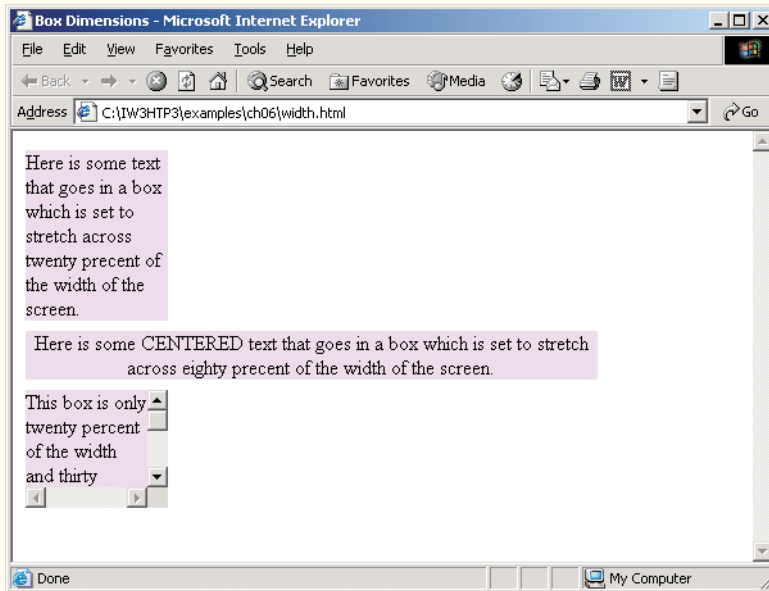 Box Dimensions - Microsoft Internet Explorer
File Edit View Favorites Tools Help
Back Search Favorites Media
Address C:\IW3HTP3\examples\ch06\width.html Go
Here is some text
that goes in a box
which is set to
stretch across
twenty precent of
the width of the
screen.
Here is some CENTERED text that goes in a box which is set to stretch
across eighty precent of the width of the screen.
This box is only
twenty percent
of the width
and thirty
Done My Computer